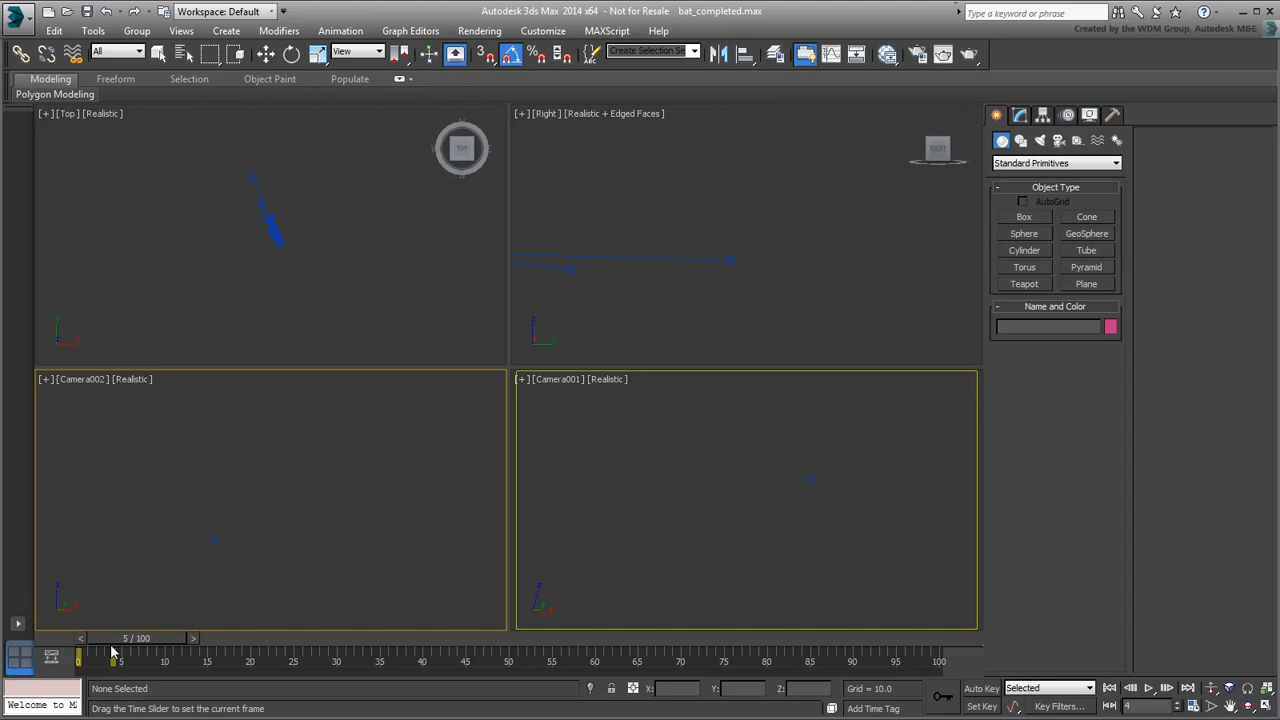 Workspace: Default
Autodesk 3ds Max 2014 x64 - Not for Resale bat_completed.max
Type a keyword or phrase
Edit Tools Group Views Create Modifiers Animation Graph Editors Rendering Customize MAXScript Help
Created by the WDM Group, Autodesk M&E
All
View
Create Selection Se
Modeling Freeform Selection Object Paint Populate
Polygon Modeling
[+] [Top] [Realistic]
[+] [Right] [Realistic + Edged Faces]
TOP
RIGHT
Standard Primitives
Object Type
AutoGrid
Box Cone
Sphere GeoSphere
Cylinder Tube
Torus Pyramid
Teapot Plane
Name and Color
[+] [Camera002] [Realistic]
[+] [Camera001] [Realistic]
5 / 100
5 10 15 20 25 30 35 40 45 50 55 60 65 70 75 80 85 90 95 100
None Selected
X: Y: Z:
Grid = 10.0
Auto Key
Selected
Welcome to M
Drag the Time Slider to set the current frame
Add Time Tag
Set Key
Key Filters...
4